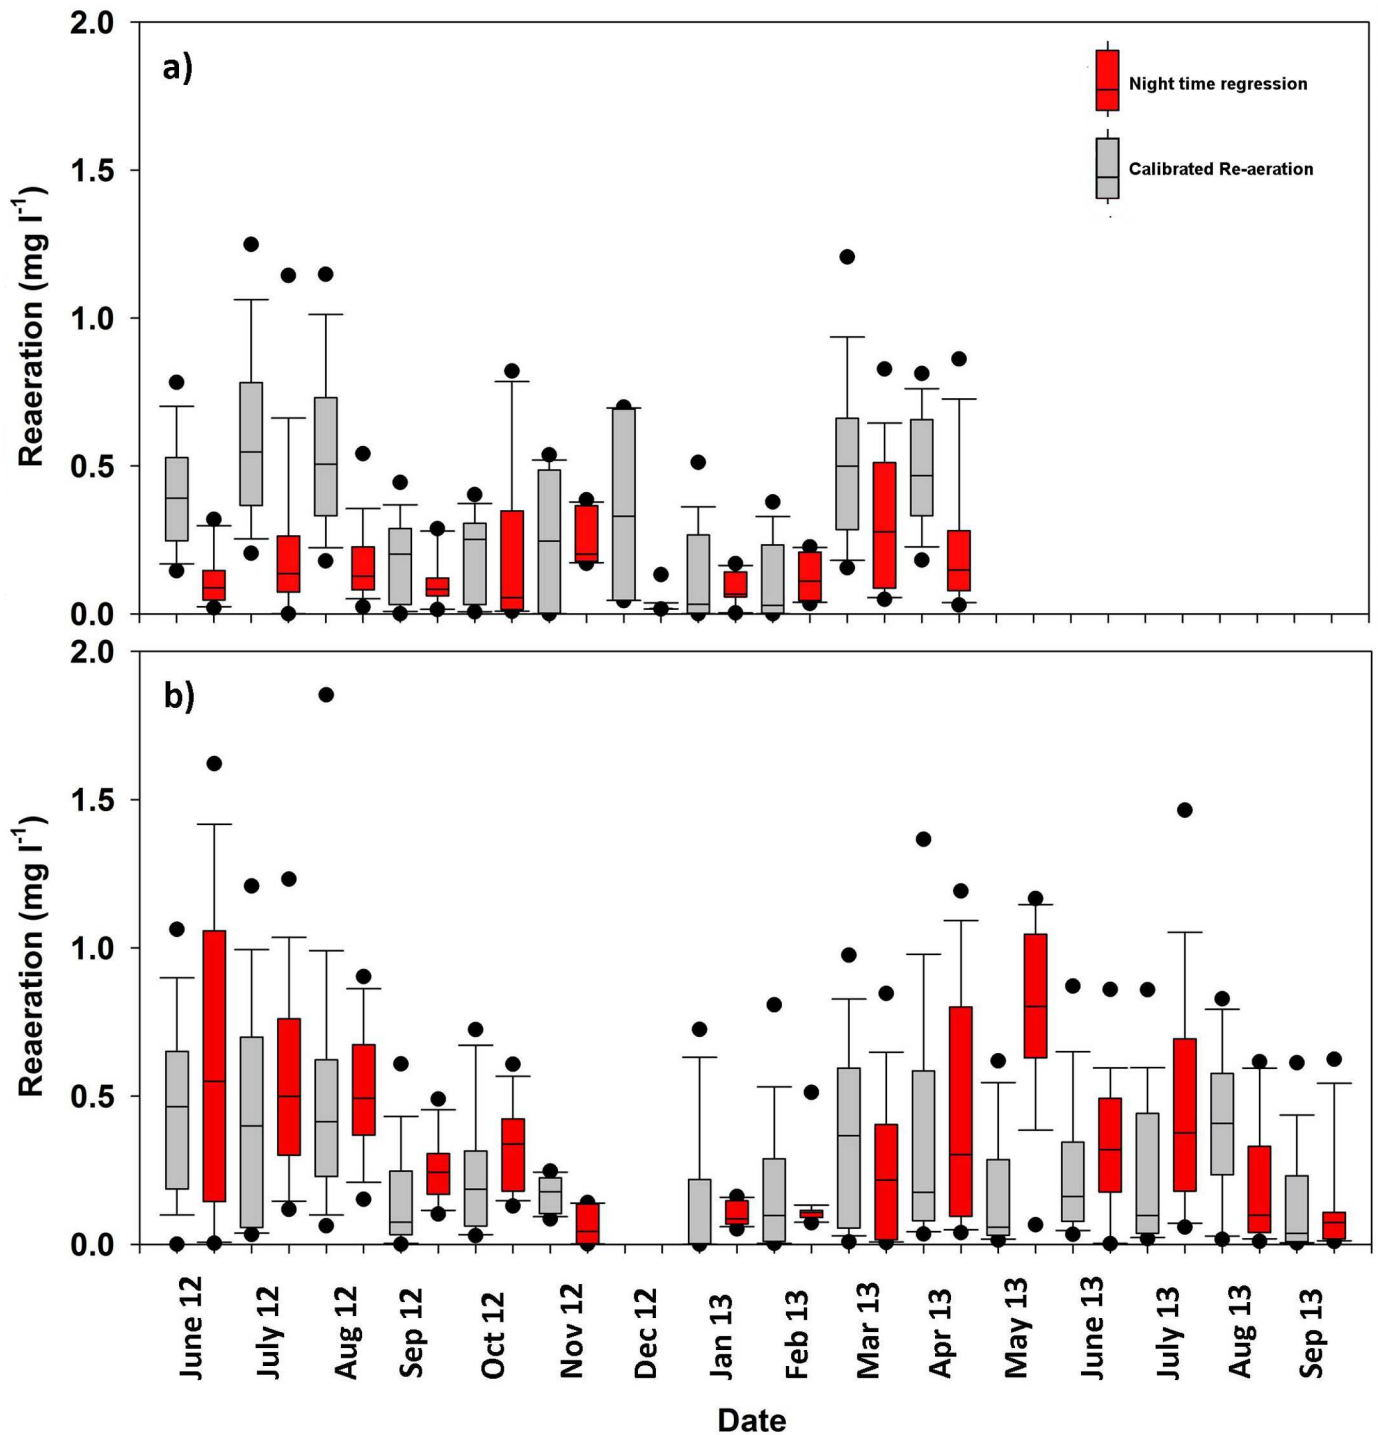 2.0
a)
Night time regression
1.5
Calibrated Re-aeration
Reaeration (mg l-1)
1.0
0.5
0.0
2.0
b)
1.5
Reaeration (mg l-1)
1.0
0.5
0.0
June 12 July 12 Aug 12 Sep 12 Oct 12 Nov 12 Dec 12 Jan 13 Feb 13 Mar 13 Apr 13 May 13 June 13 July 13 Aug 13 Sep 13
Date